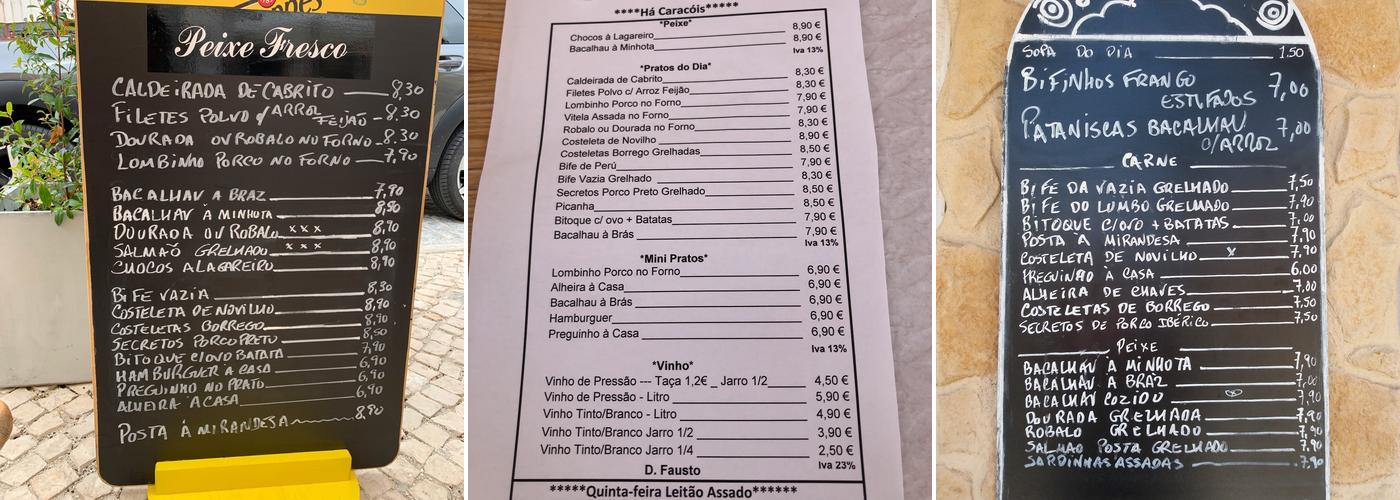 Peixe Fresco
CALDEIRADA DE CABRITO 8,30
FILETES POLVO c/ ARROZ FEIJÃO 8.30
DOURADA OU ROBALO NO FORNO 8.30
LOMBINHO PORCO NO FORNO 7,90
BACALHAU A BRAZ 7,90
BACALHAU À MINHOTA 8,50
DOURADA OU ROBALO x x x 8,90
SALMAÕ GRELHADO x x x 8,90
CHOCOS A LAGAREIRO 8,90
BIFE VAZIA 8,30
COSTELETA DE NOVILHO 8,90
COSTELETAS BORREGO 8,90
SECRETOS PORCO PRETO 8,50
BITOQUE C/OVO BATATA 7,90
HAMBURGUER A CASA 6,90
PREGUINHO NO PRATO 6,90
ALHEIRA A CASA 6,90
POSTA À MIRANDESA 8,90
****Há Caracóis*****
*Peixe*
Chocos à Lagareiro 8,90 €
Bacalhau à Minhota 8,90 €
Iva 13%
*Pratos do Dia*
Caldeirada de Cabrito 8,30 €
Filetes Polvo c/ Arroz Feijão 8,30 €
Lombinho Porco no Forno 7,90 €
Vitela Assada no Forno 7,90 €
Robalo ou Dourada no Forno 8,30 €
Costeleta de Novilho 8,90 €
Costeletas Borrego Grelhadas 8,50 €
Bife de Perú 7,90 €
Bife Vazia Grelhado 8,30 €
Secretos Porco Preto Grelhado 8,50 €
Picanha 8,50 €
Bitoque c/ ovo + Batatas 7,90 €
Bacalhau à Brás 7,90 €
Iva 13%
*Mini Pratos*
Lombinho Porco no Forno 6,90 €
Alheira à Casa 6,90 €
Bacalhau à Brás 6,90 €
Hamburguer 6,90 €
Preguinho à Casa 6,90 €
Iva 13%
*Vinho*
Vinho de Pressão --- Taça 1,2€ _ Jarro 1/2 4,50 €
Vinho de Pressão - Litro 5,90 €
Vinho Tinto/Branco - Litro 4,90 €
Vinho Tinto/Branco Jarro 1/2 3,90 €
Vinho Tinto/Branco Jarro 1/4 2,50 €
Iva 23%
D. Fausto
*****Quinta-feira Leitão Assado******
SOPA DO DIA 1.50
BIFINHOS FRANGO
ESTUFADOS 7,00
PATANISCAS BACALHAU
C/ARROZ 7,00
CARNE
BIFE DA VAZIA GRELHADO 7,50
BIFE DO LOMBO GRELHADO 7,90
BITOQUE C/OVO + BATATAS 7,00
POSTA À MIRANDESA 7,90
COSTELETA DE NOVILHO x 7,90
PREGUINHO À CASA 6,00
ALHEIRA DE CHAVES 7,00
COSTELETAS DE BORREGO 7,50
SECRETOS DE PORCO IBÉRICO 7,50
PEIXE
BACALHAU À MINHOTA 7,90
BACALHAU A BRAZ 7,00
BACALHAU COZIDO 7,90
DOURADA GRELHADA 7,90
ROBALO GRELHADO 7,90
SALMAO POSTA GRELHADO 7,90
SARDINHAS ASSADAS 7,90